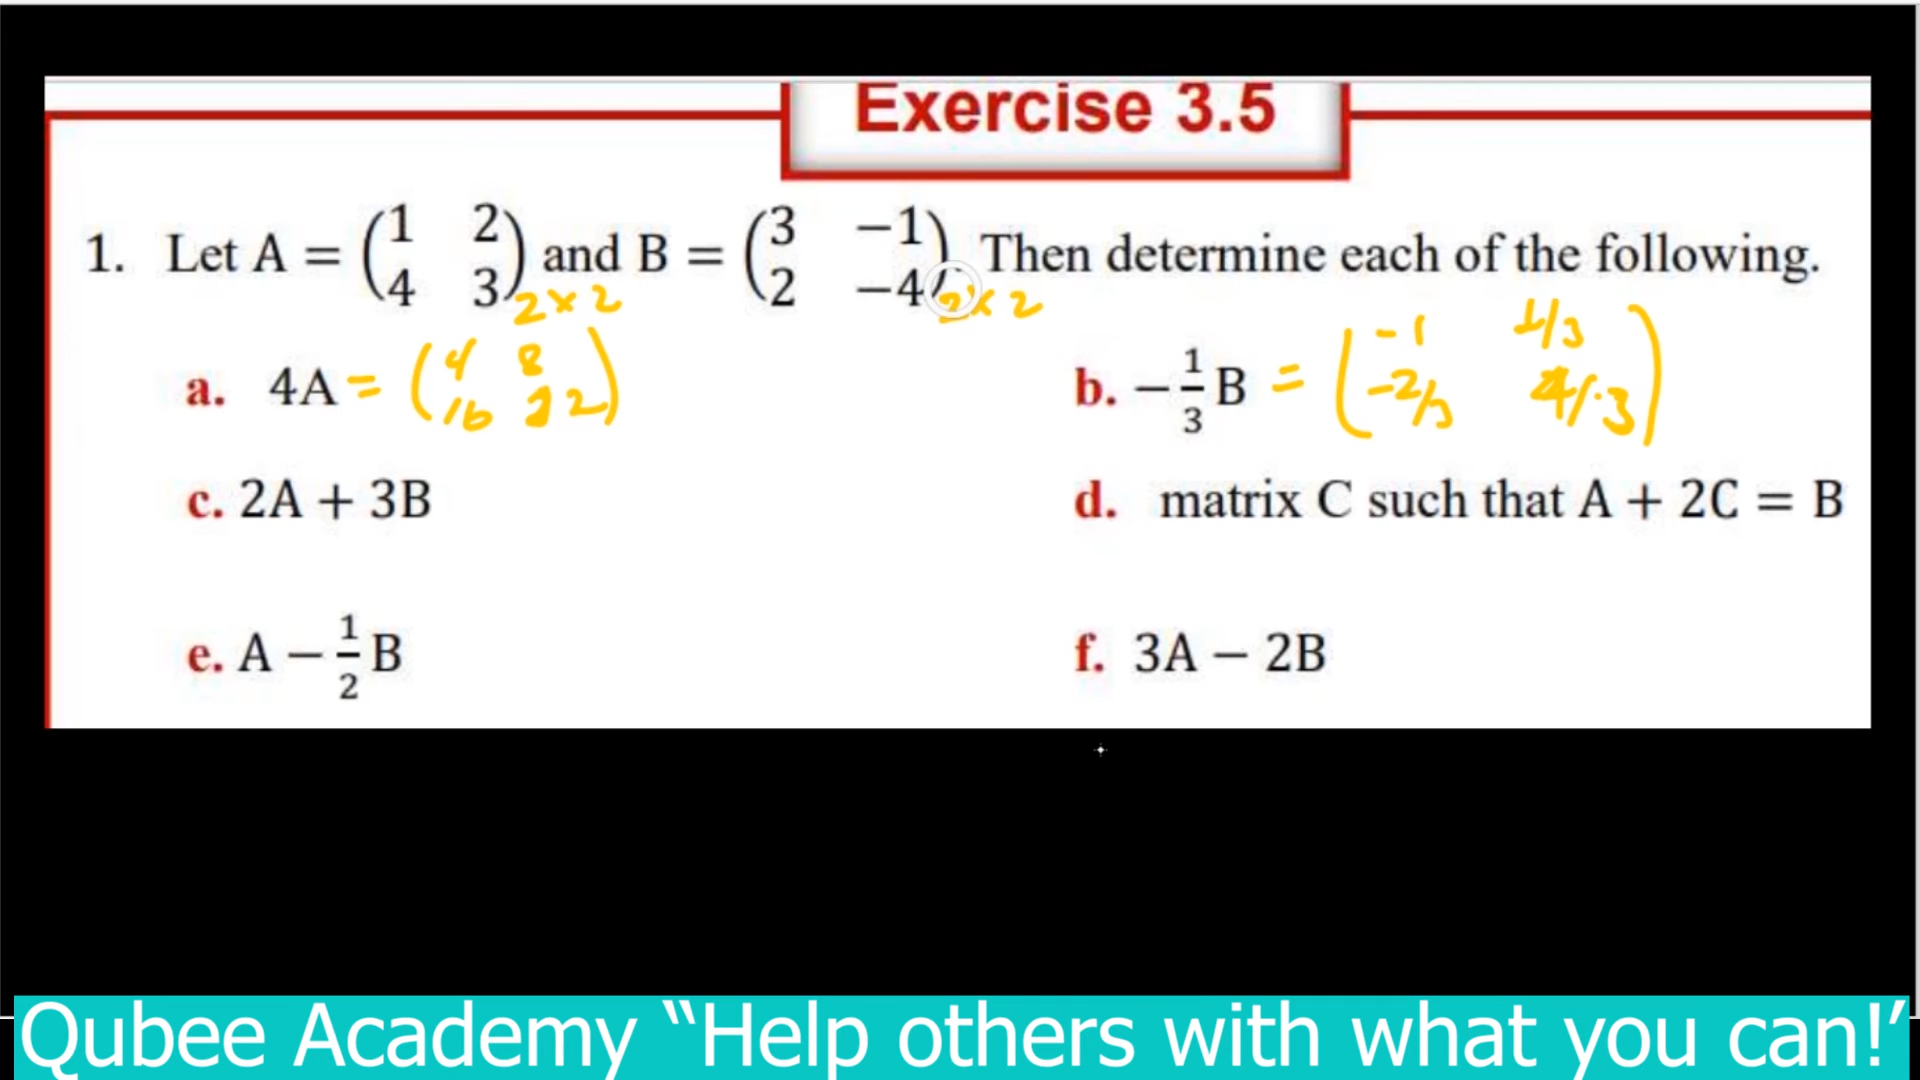 Exercise 3.5
1. Let A = (1 2 4 3) 2×2 and B = (3 −1 2 −4) 2×2 Then determine each of the following.
a. 4A = (4 8 16 12)
b. −1/3 B = (-1 1/3 -2/3 4/3)
c. 2A + 3B
d. matrix C such that A + 2C = B
e. A − 1/2 B
f. 3A − 2B
Qubee Academy “Help others with what you can!’